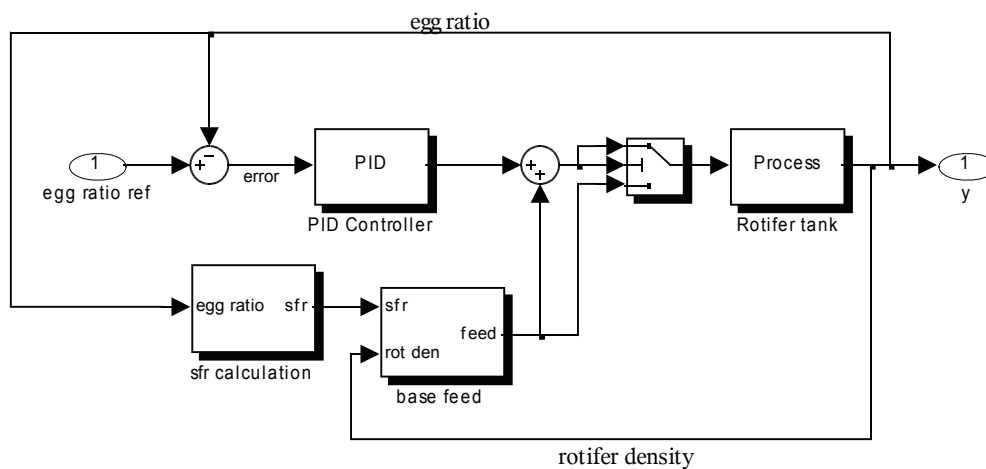 egg ratio
1
egg ratio ref
error
PID
PID Controller
Process
Rotifer tank
1
y
egg ratio sfr
sfr calculation
sfr
feed
rot den
base feed
rotifer density